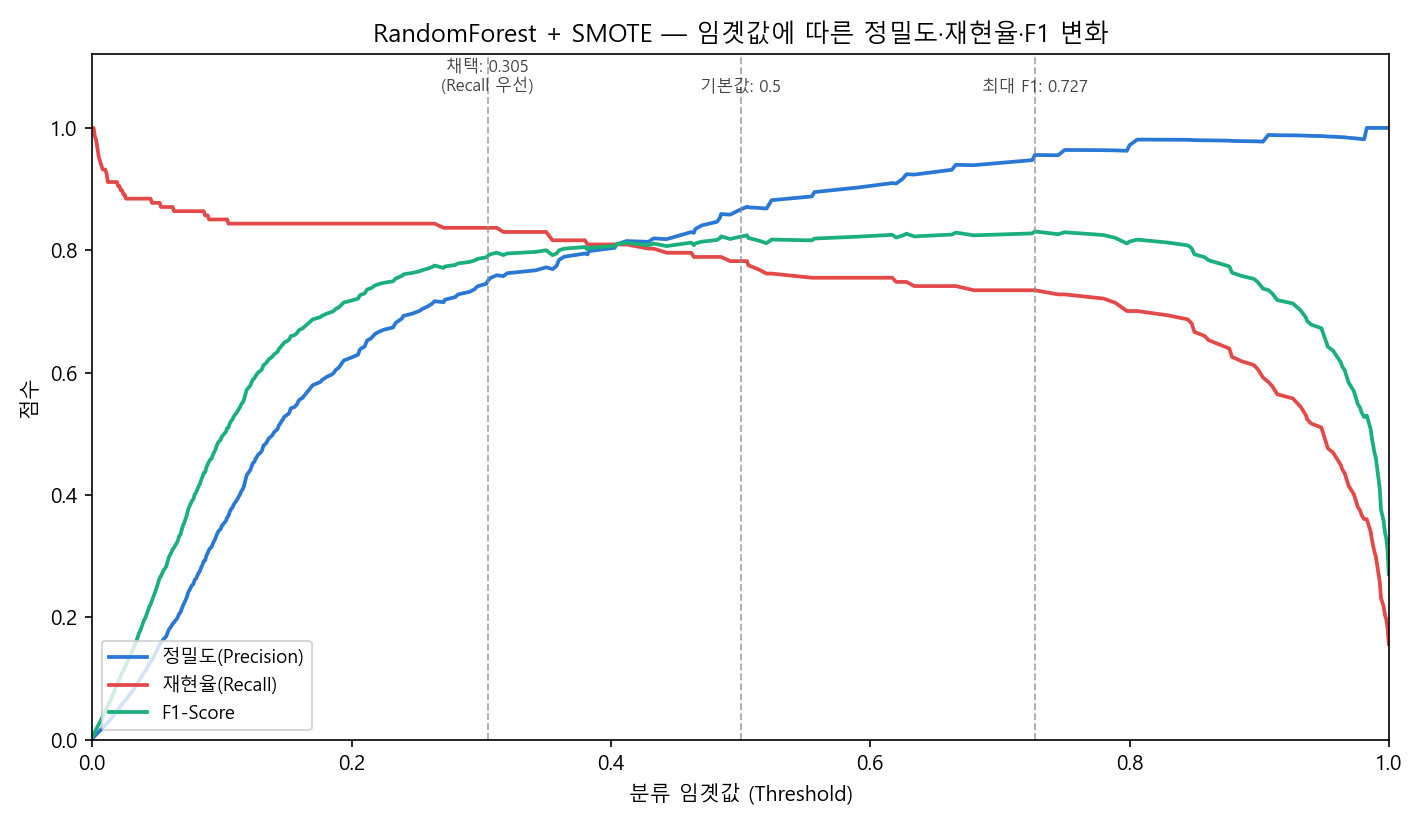 RandomForest + SMOTE — 임곗값에 따른 정밀도·재현율·F1 변화
채택: 0.305
(Recall 우선)
기본값: 0.5
최대 F1: 0.727
1.0
0.8
0.6
0.4
0.2
0.0
점수
정밀도(Precision)
재현율(Recall)
F1-Score
0.0
0.2
0.4
0.6
0.8
1.0
분류 임곗값 (Threshold)